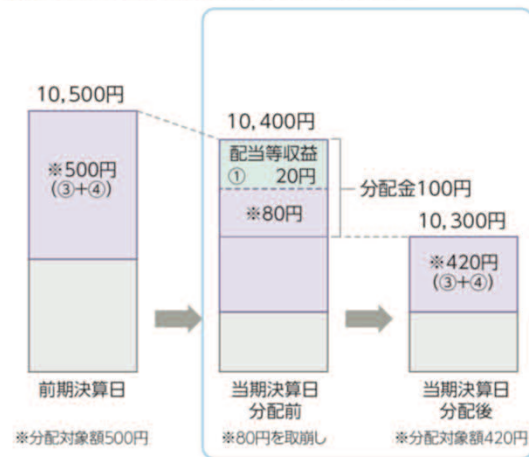 10,500円
※500円
(③+④)
前期決算日
※分配対象額500円
10,400円
配当等収益
① 20円
※80円
分配金100円
当期決算日
分配前
※80円を取崩し
10,300円
※420円
(③+④)
当期決算日
分配後
※分配対象額420円